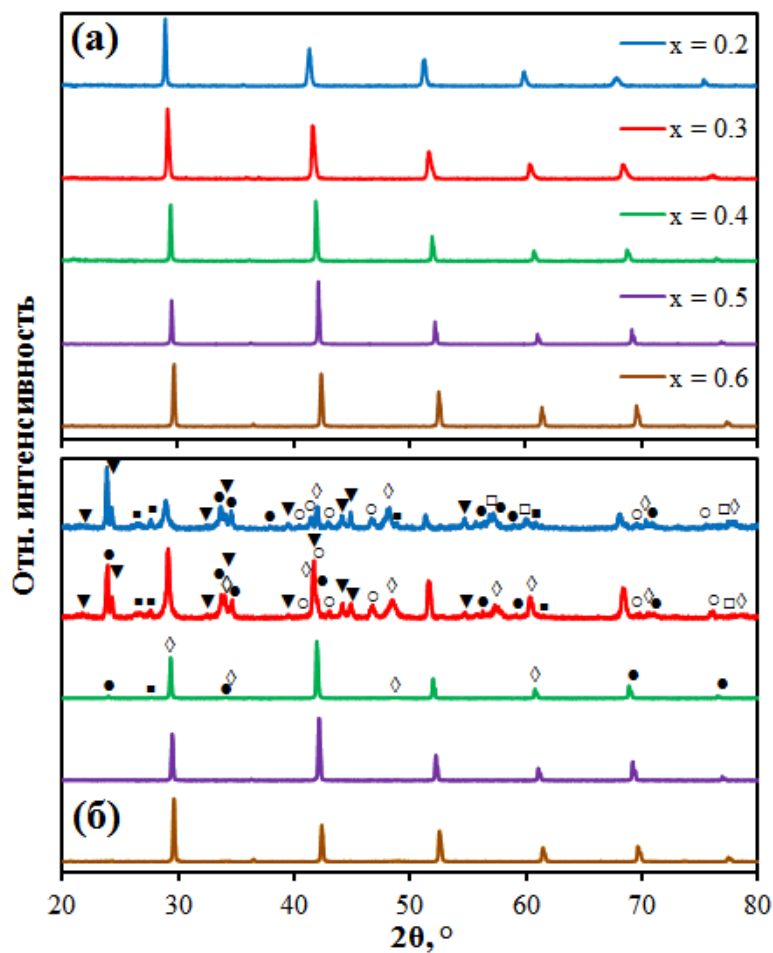 (а)
x = 0.2
x = 0.3
x = 0.4
x = 0.5
x = 0.6
Отн. интенсивность
(б)
20 30 40 50 60 70 80
2θ, °